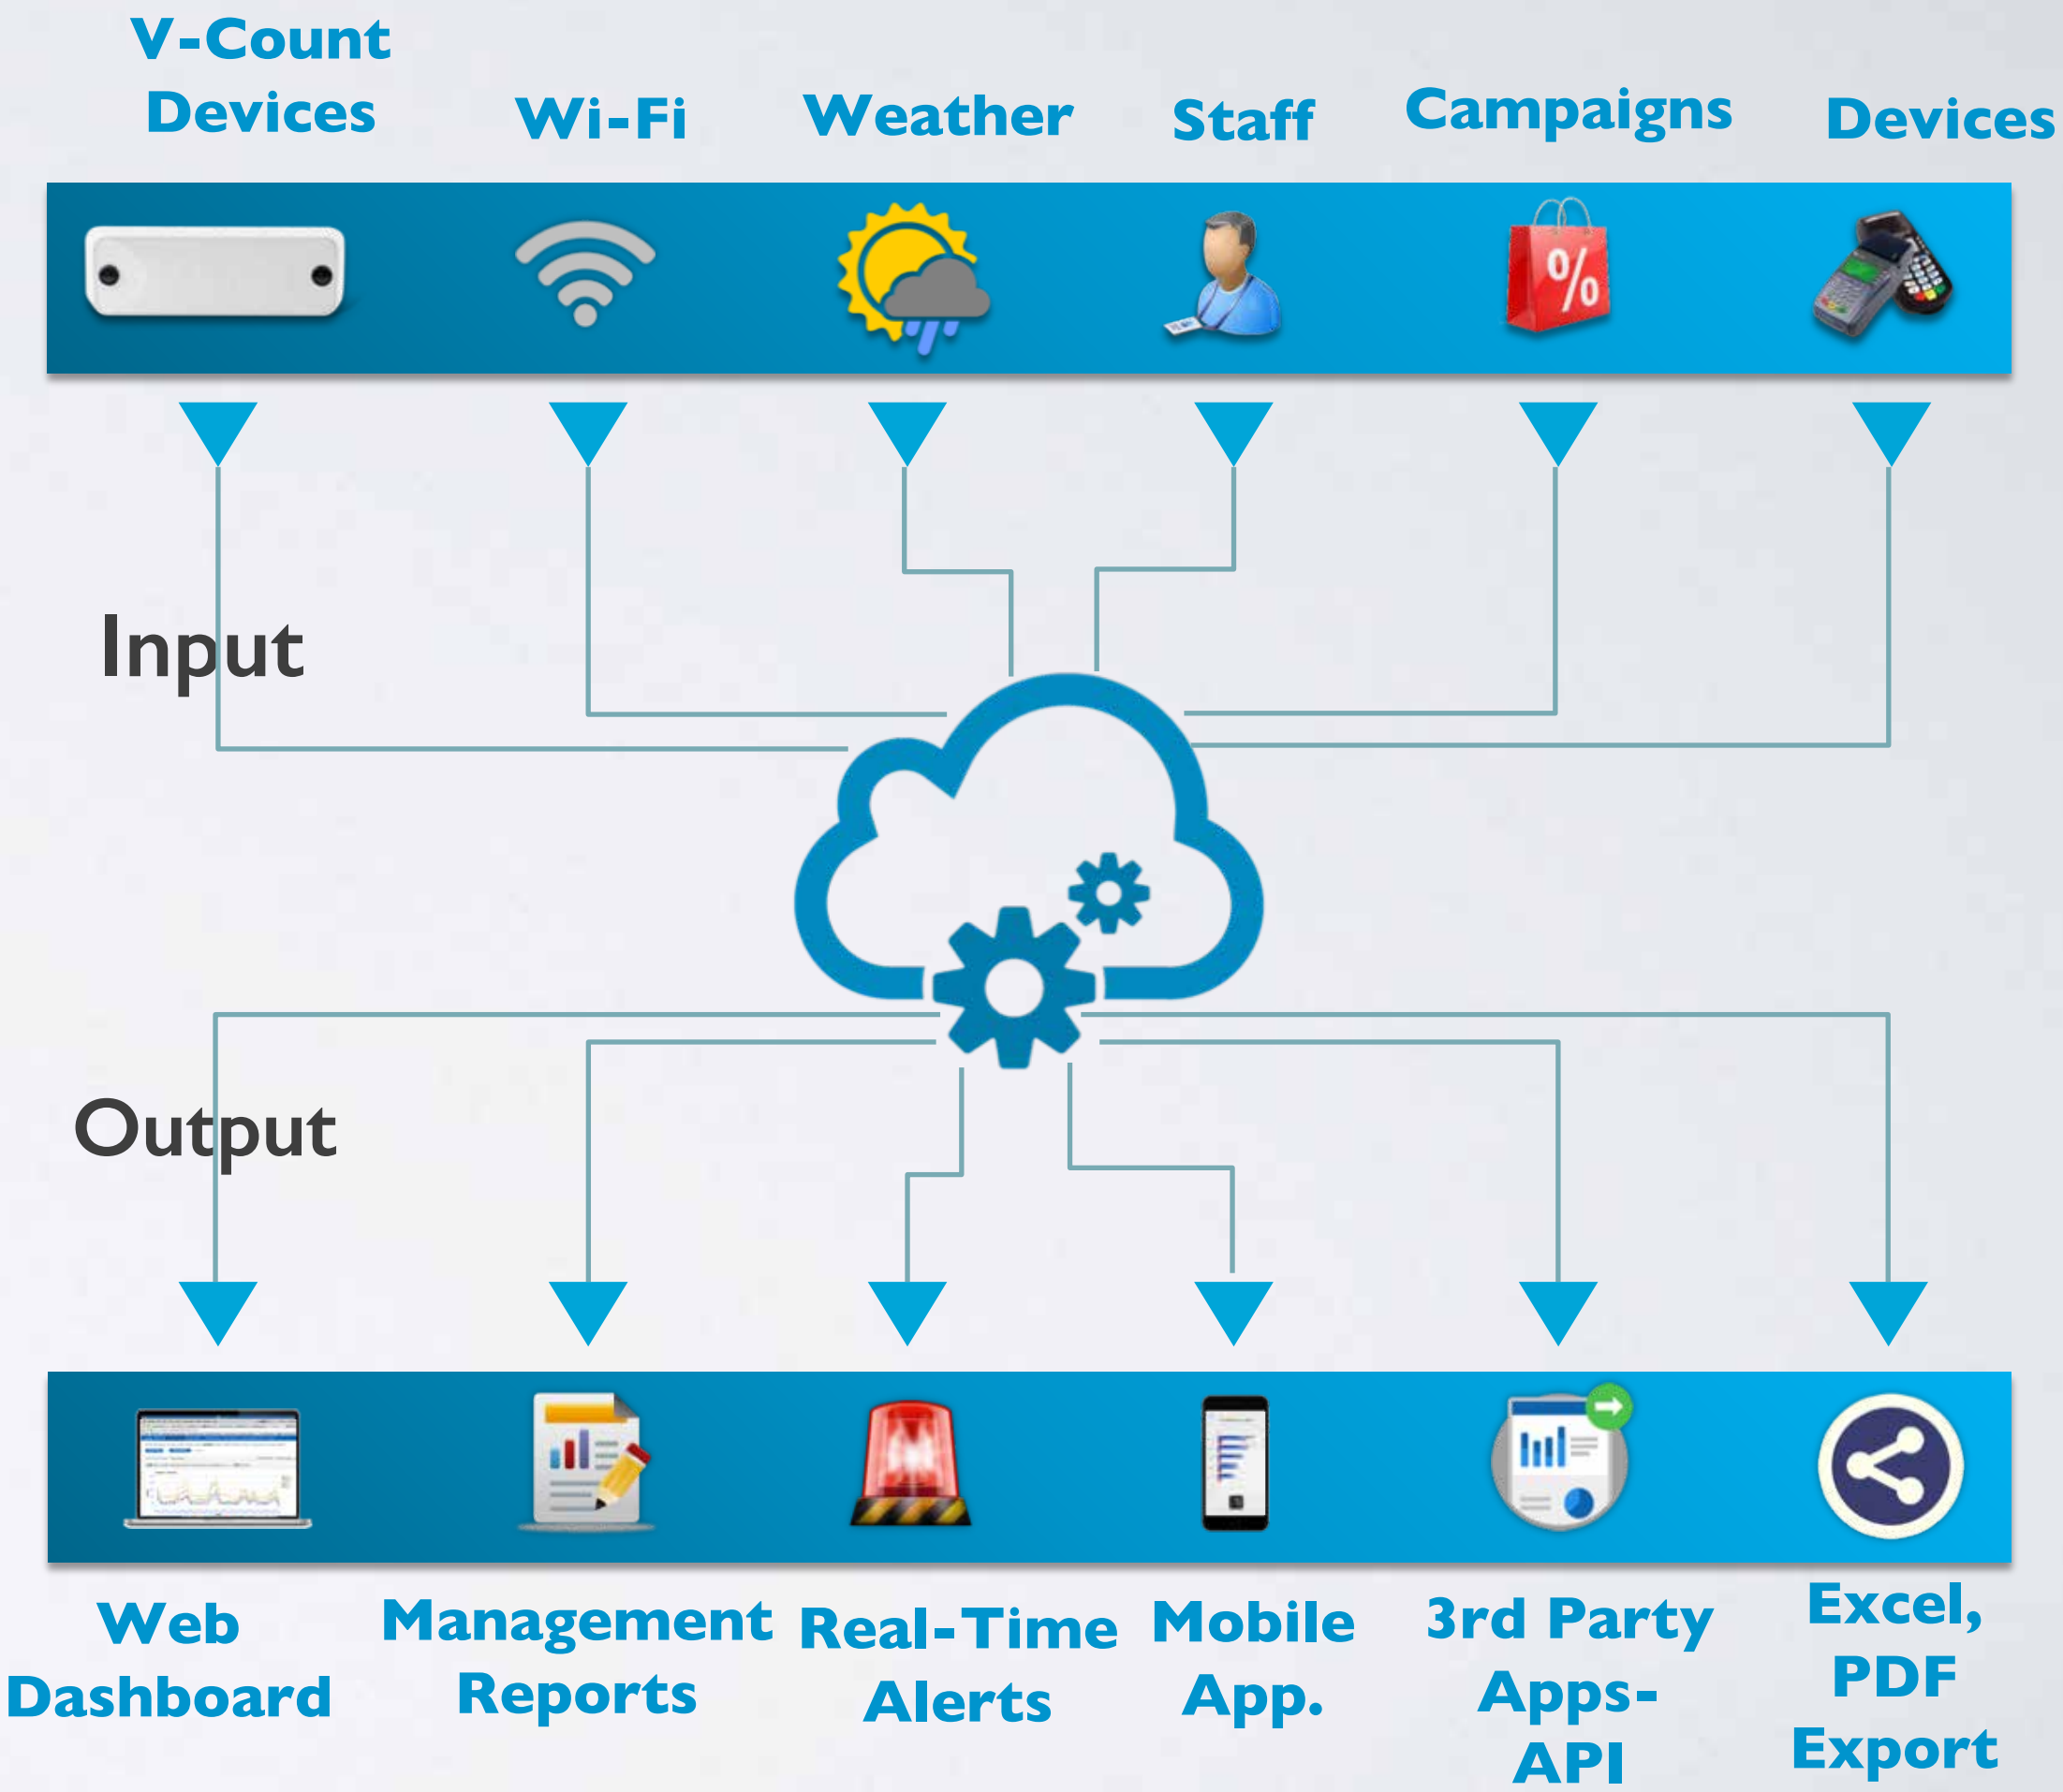 V-Count
Devices
Wi-Fi
Weather
Staff
Campaigns
Devices
%
Input
Output
Web
Dashboard
Management
Reports
Real-Time
Alerts
Mobile
App.
3rd Party
Apps-
API
Excel,
PDF
Export